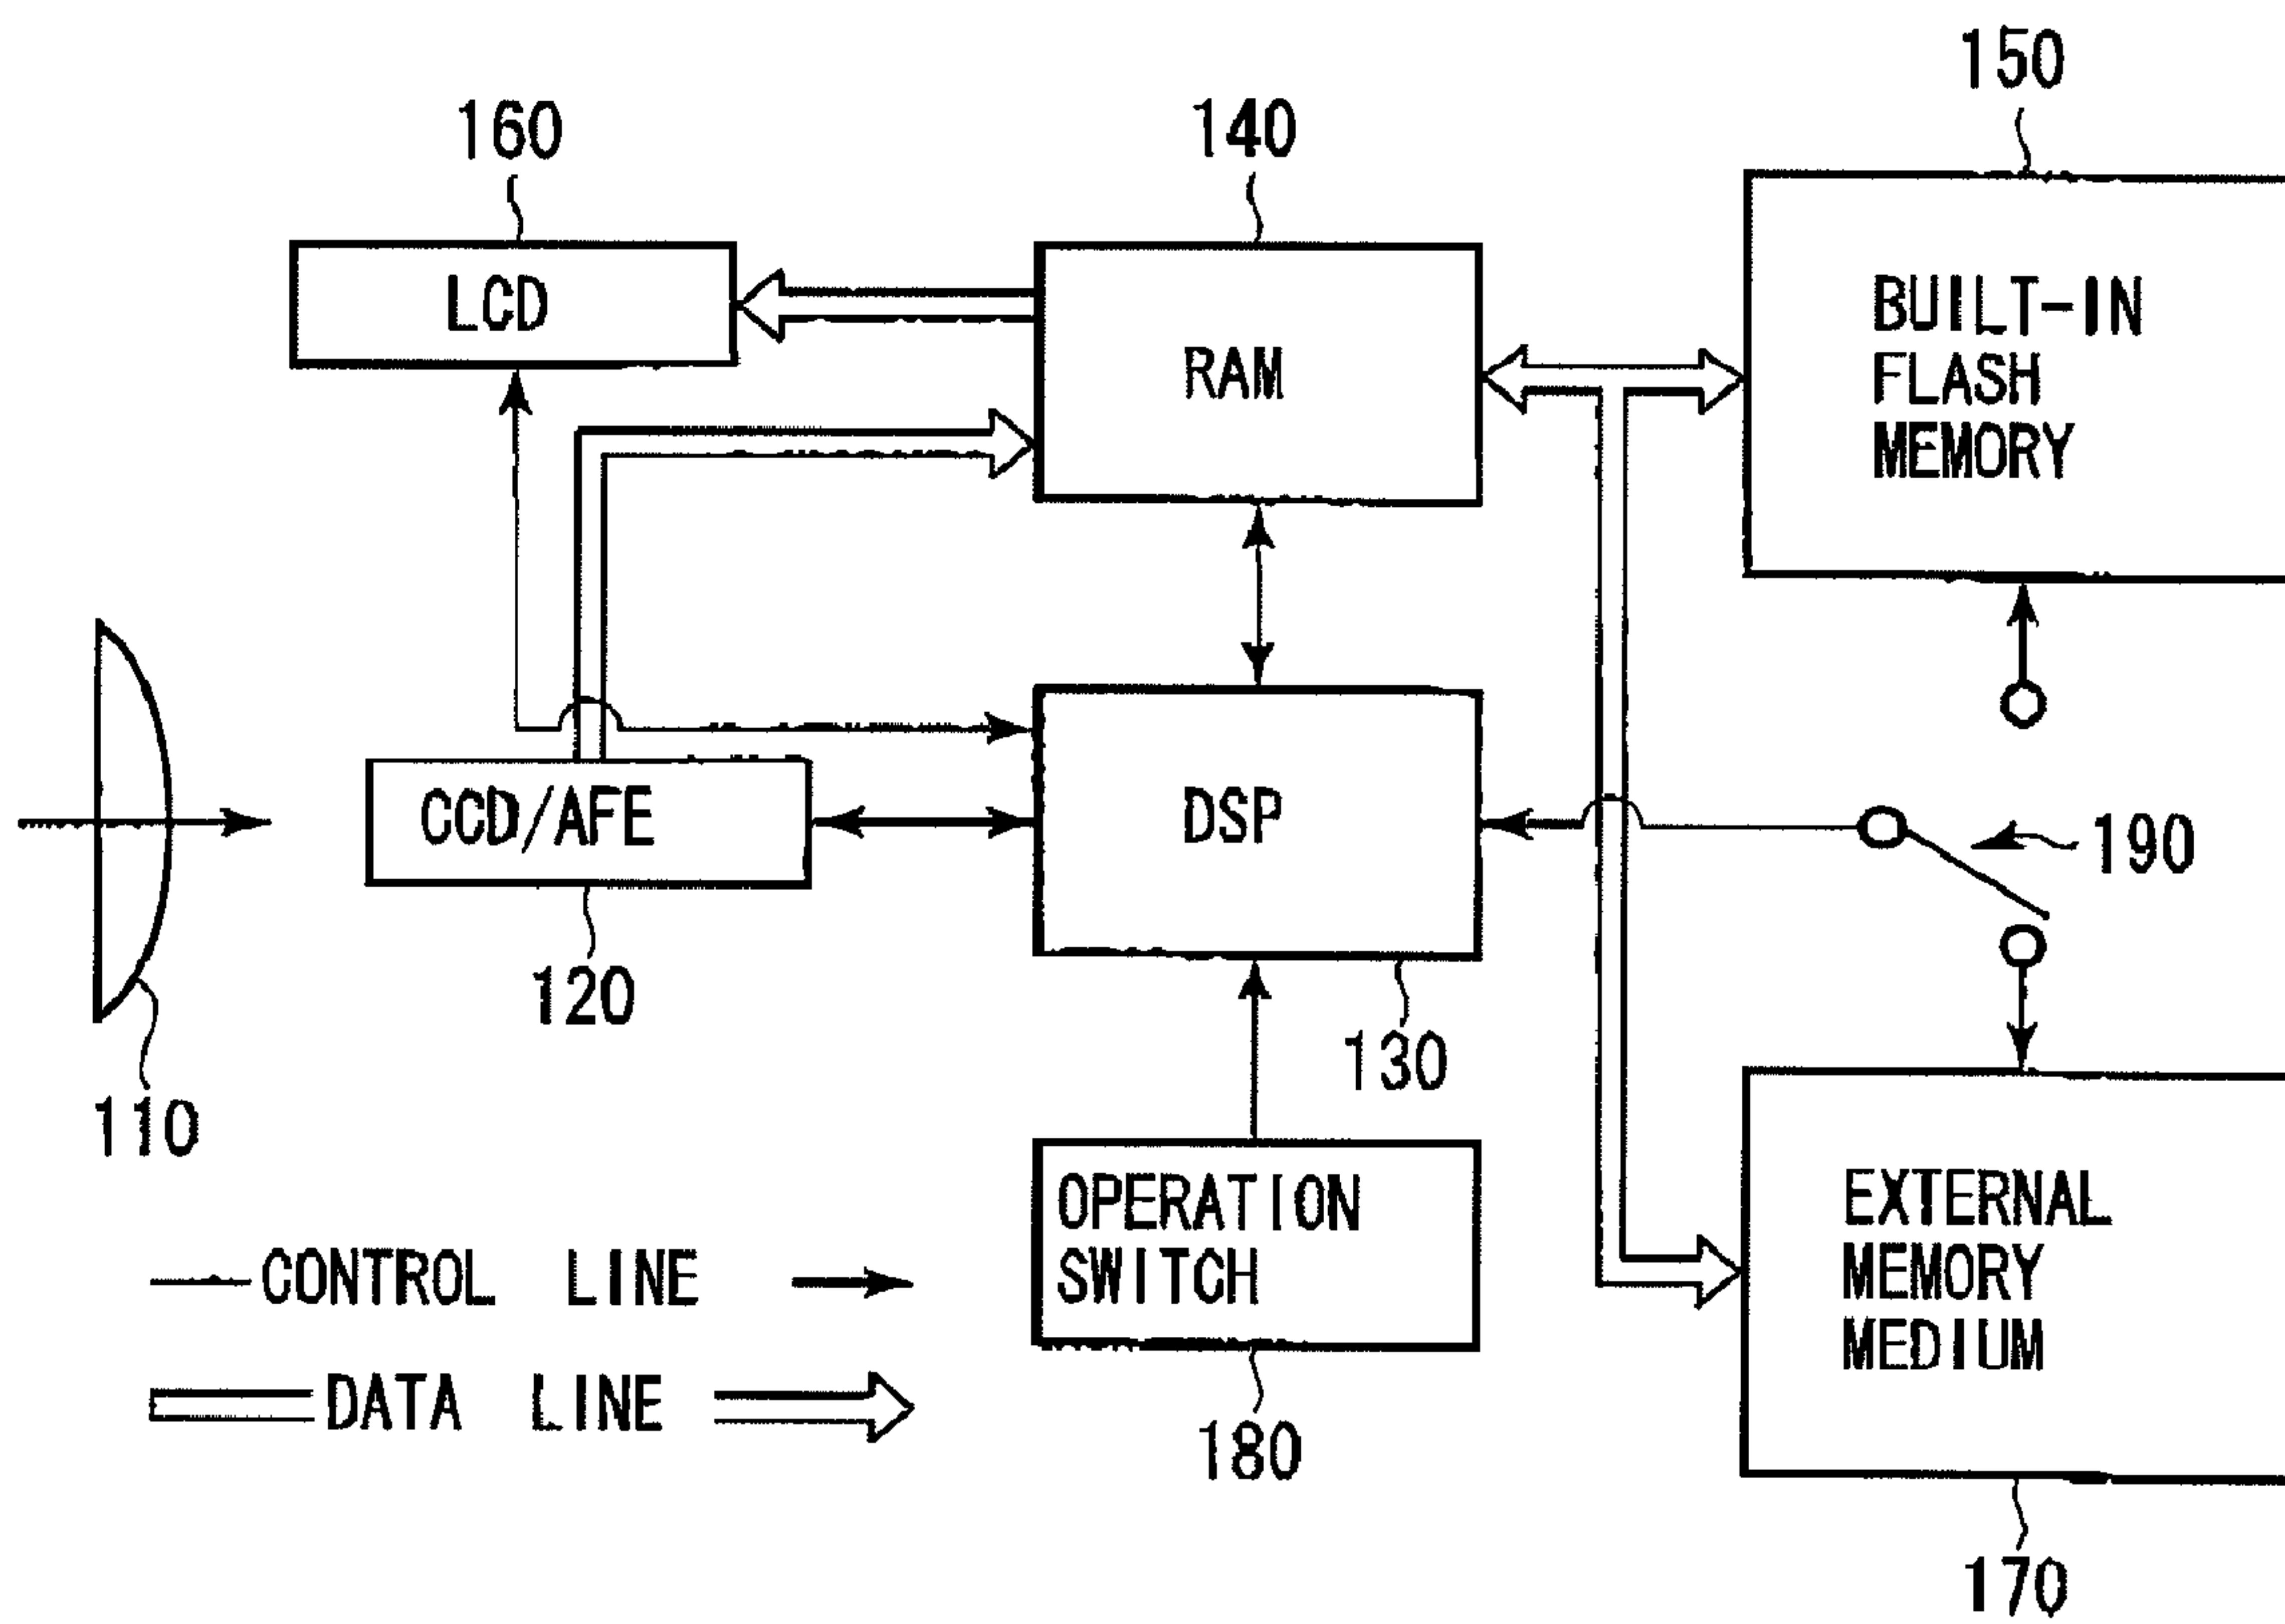 150
160
140
LCD
RAM
BUILT-IN
FLASH
MEMORY
CCD/AFE
DSP
190
120
130
110
OPERATION
SWITCH
EXTERNAL
MEMORY
MEDIUM
CONTROL LINE
DATA LINE
180
170